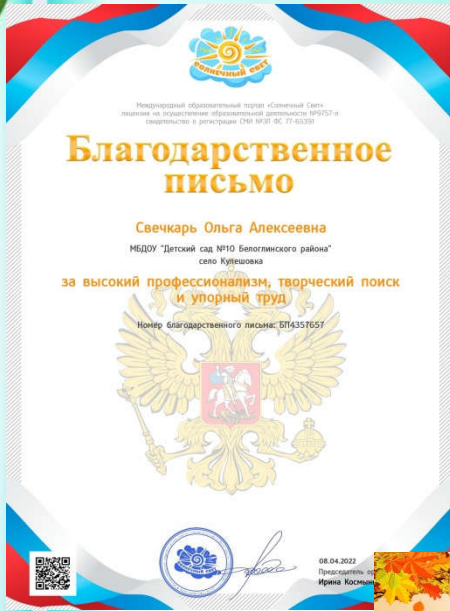 СОЛНЕЧНЫЙ СВЕТ
Международный образовательный портал «Солнечный Свет»
лицензия на осуществление образовательной деятельности №9757-л
свидетельство о регистрации СМИ №ЭЛ ФС 77-65391
Благодарственное
письмо
Свечкарь Ольга Алексеевна
МБДОУ "Детский сад №10 Белоглинского района"
село Кулешовка
за высокий профессионализм, творческий поиск
и упорный труд
Номер благодарственного письма: БП4357657
08.04.2022
Председатель
Ирина